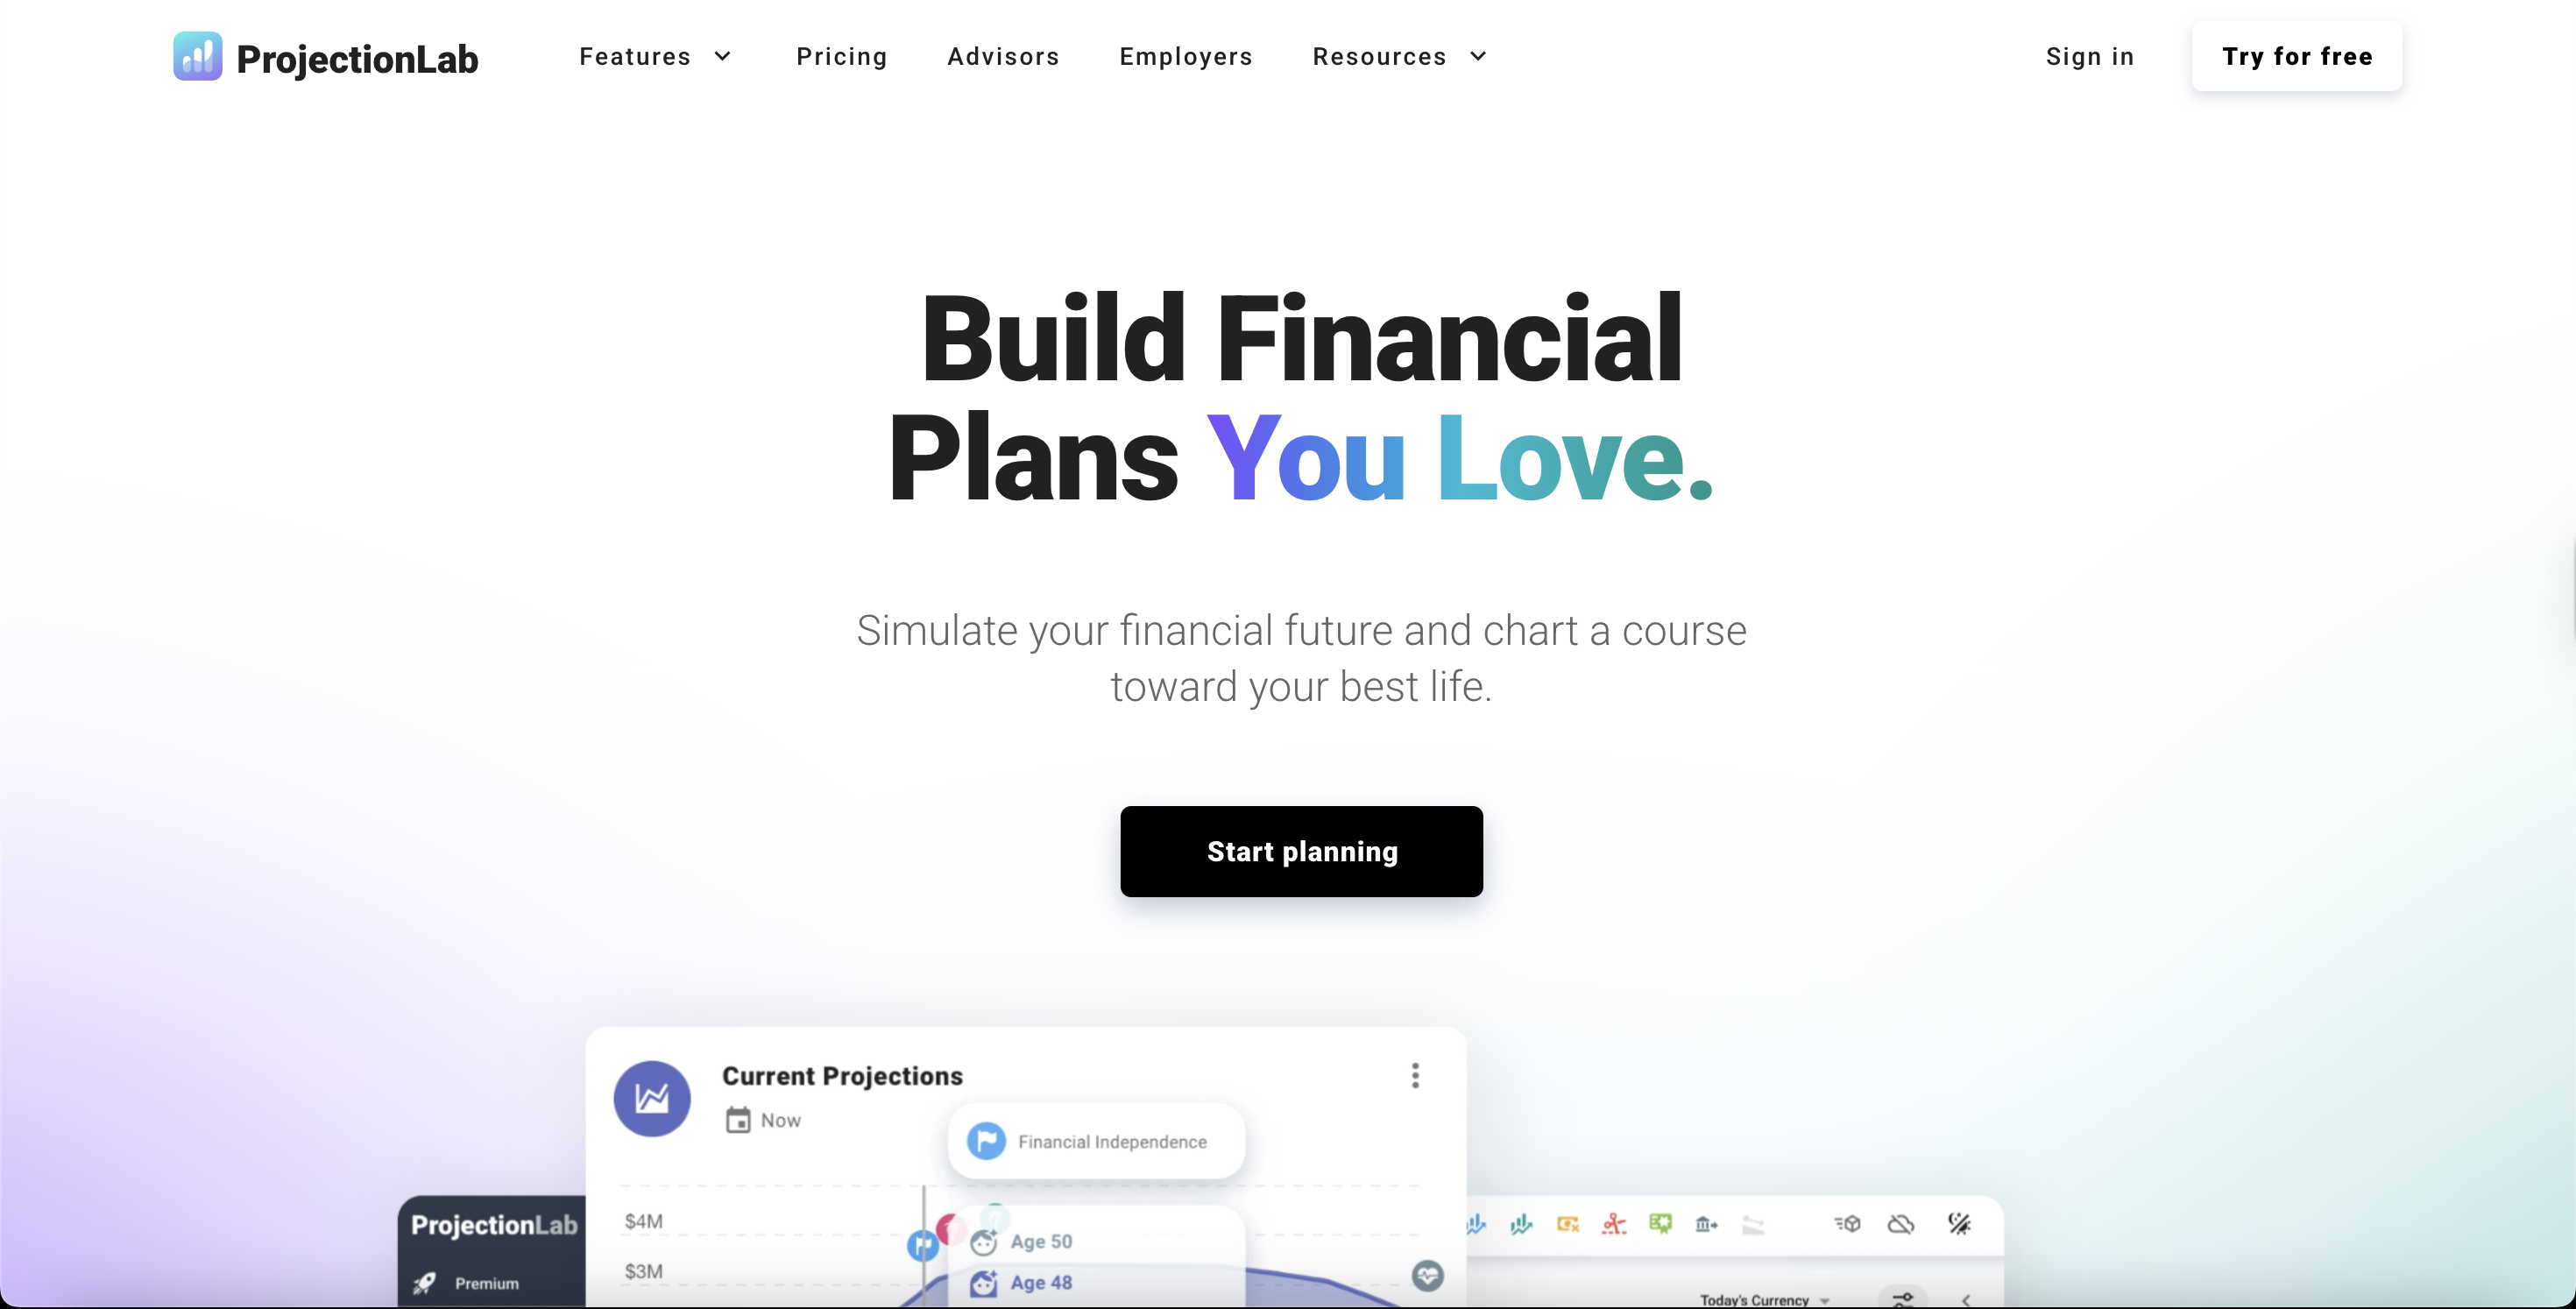 ProjectionLab
Features
Pricing
Advisors
Employers
Resources
Sign in
Try for free
Build Financial
Plans You Love.
Simulate your financial future and chart a course
toward your best life.
Start planning
Current Projections
Now
Financial Independence
$4M
Age 50
$3M
Age 48
ProjectionLab
Premium
Today's Currency